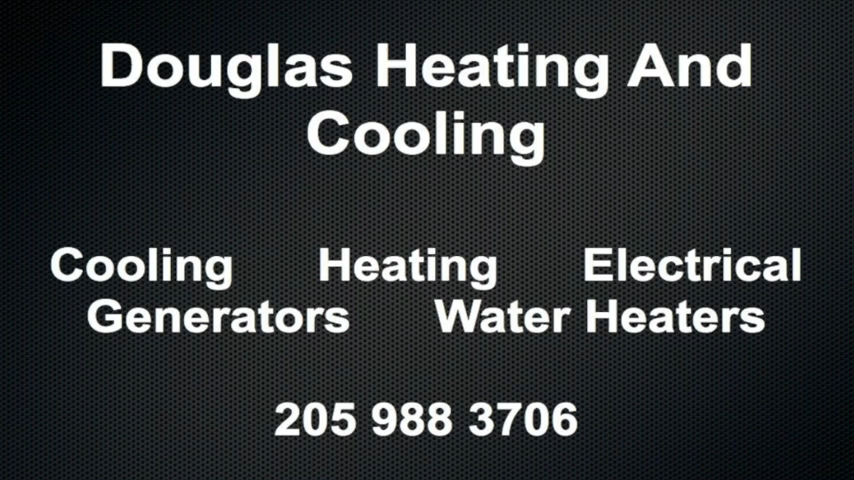 Douglas Heating And
Cooling
Cooling Heating Electrical
Generators Water Heaters
205 988 3706